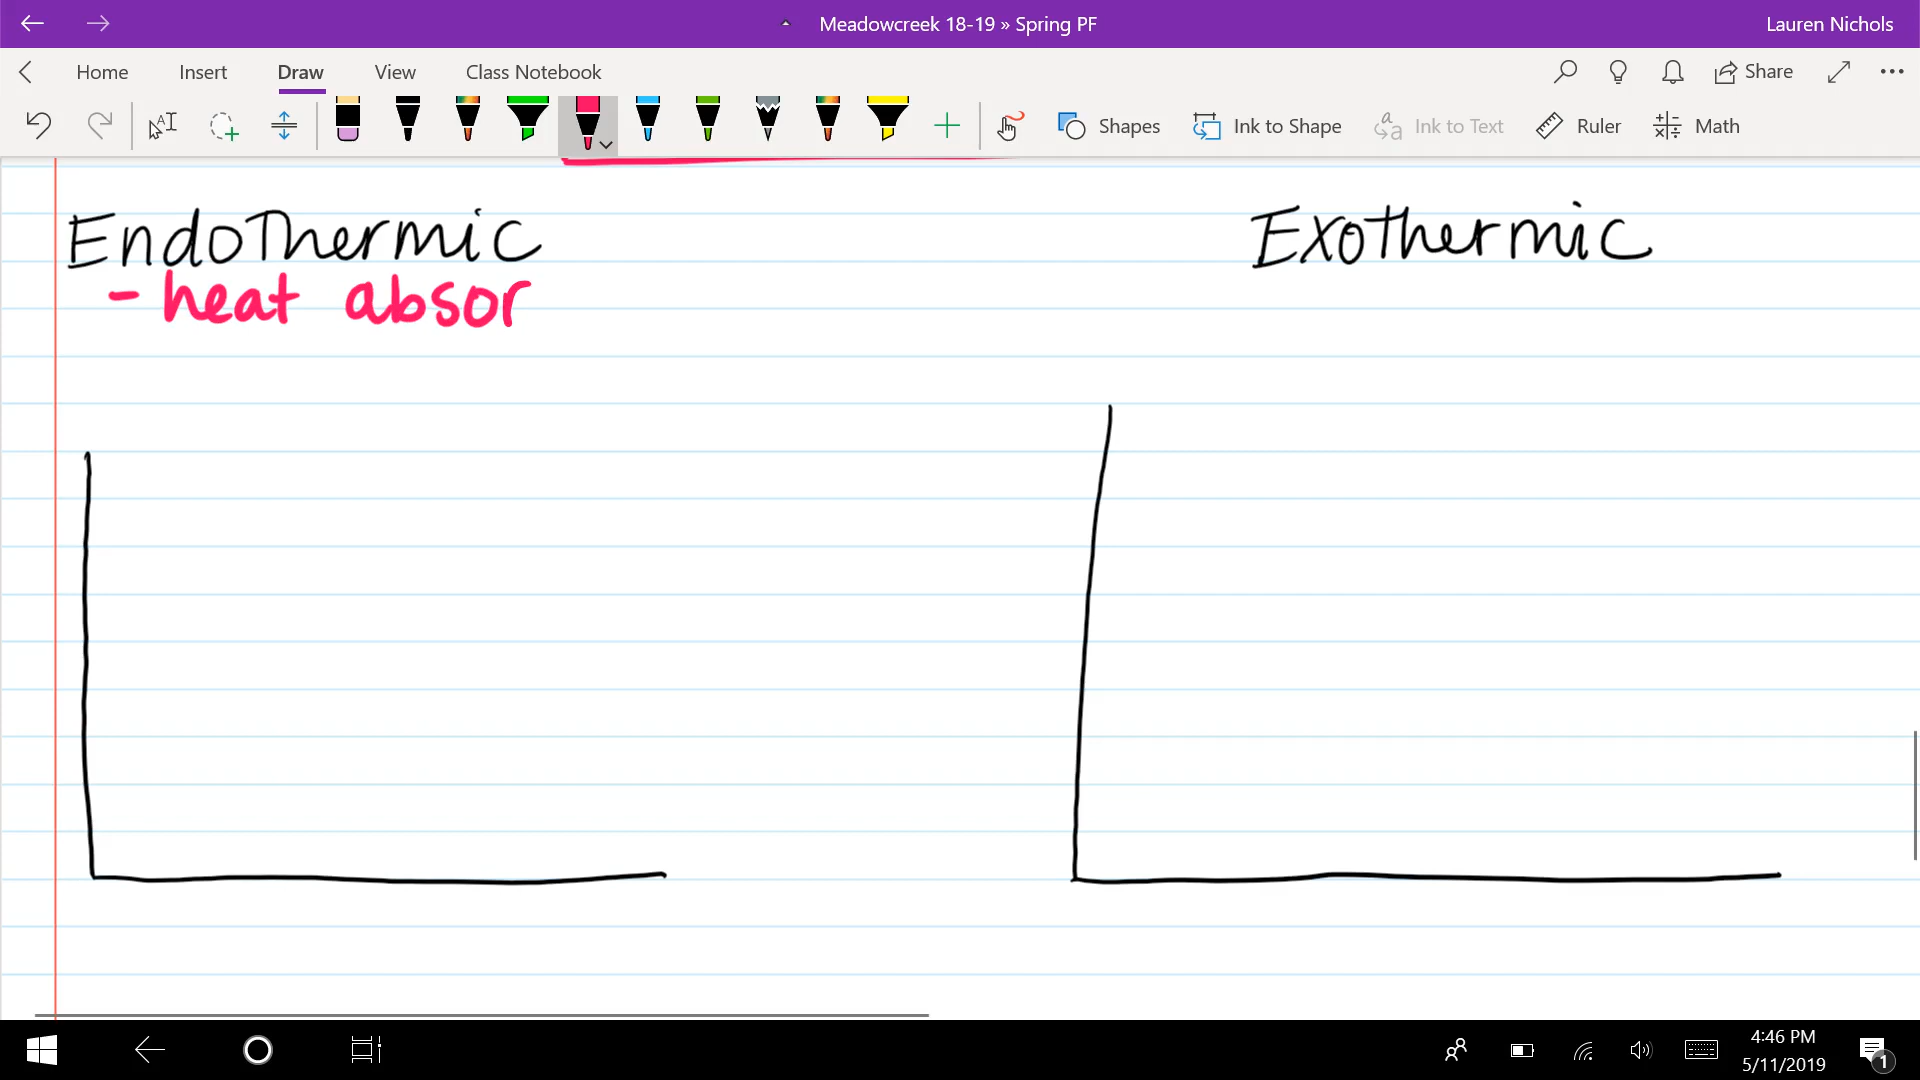 Meadowcreek 18-19 » Spring PF
Lauren Nichols
Home Insert Draw View Class Notebook Share
Shapes Ink to Shape Ink to Text Ruler Math
Endothermic
- heat absor
Exothermic
4:46 PM
5/11/2019
1